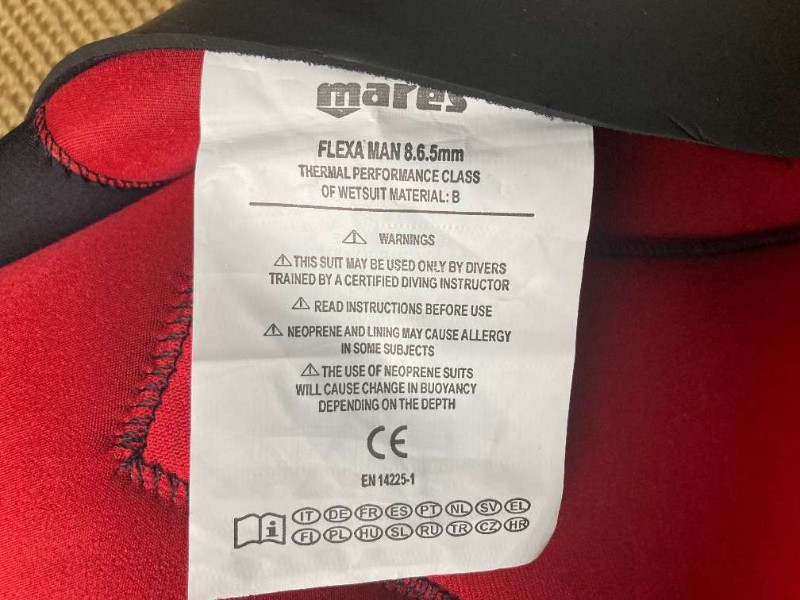 mares
FLEXA MAN 8.6.5mm
THERMAL PERFORMANCE CLASS
OF WETSUIT MATERIAL: B
WARNINGS
THIS SUIT MAY BE USED ONLY BY DIVERS
TRAINED BY A CERTIFIED DIVING INSTRUCTOR
READ INSTRUCTIONS BEFORE USE
NEOPRENE AND LINING MAY CAUSE ALLERGY
IN SOME SUBJECTS
THE USE OF NEOPRENE SUITS
WILL CAUSE CHANGE IN BUOYANCY
DEPENDING ON THE DEPTH
CE
EN 14225-1
i IT DE FR ES PT NL SV EL
FI PL HU SL RU TR CZ HR